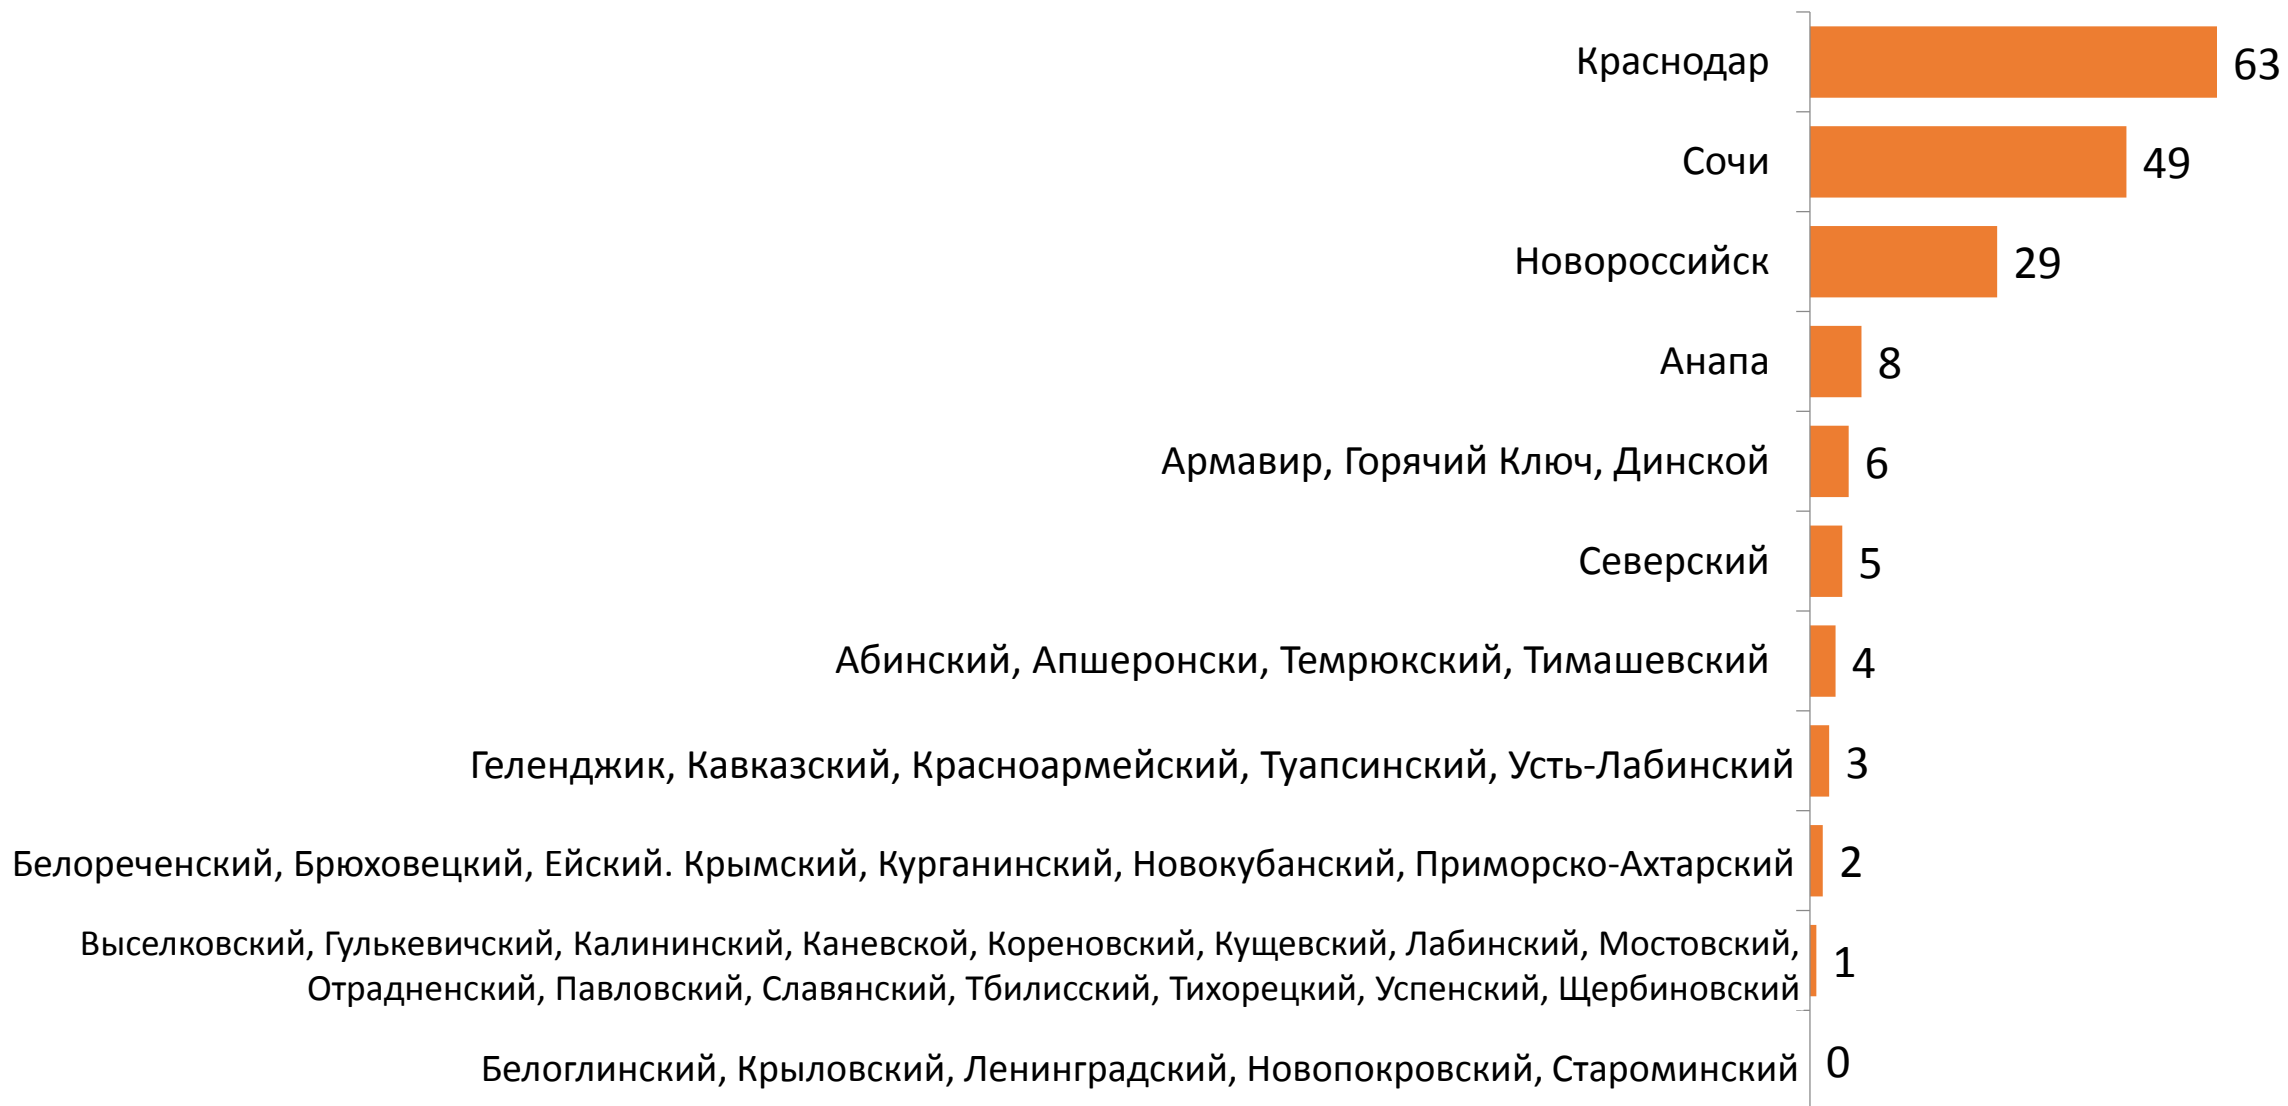 Краснодар 63
Сочи 49
Новороссийск 29
Анапа 8
Армавир, Горячий Ключ, Динской 6
Северский 5
Абинский, Апшеронски, Темрюкский, Тимашевский 4
Геленджик, Кавказский, Красноармейский, Туапсинский, Усть-Лабинский 3
Белореченский, Брюховецкий, Ейский. Крымский, Курганинский, Новокубанский, Приморско-Ахтарский 2
Выселковский, Гулькевичский, Калининский, Каневской, Кореновский, Кущевский, Лабинский, Мостовский,
Отрадненский, Павловский, Славянский, Тбилисский, Тихорецкий, Успенский, Щербиновский 1
Белоглинский, Крыловский, Ленинградский, Новопокровский, Староминский 0